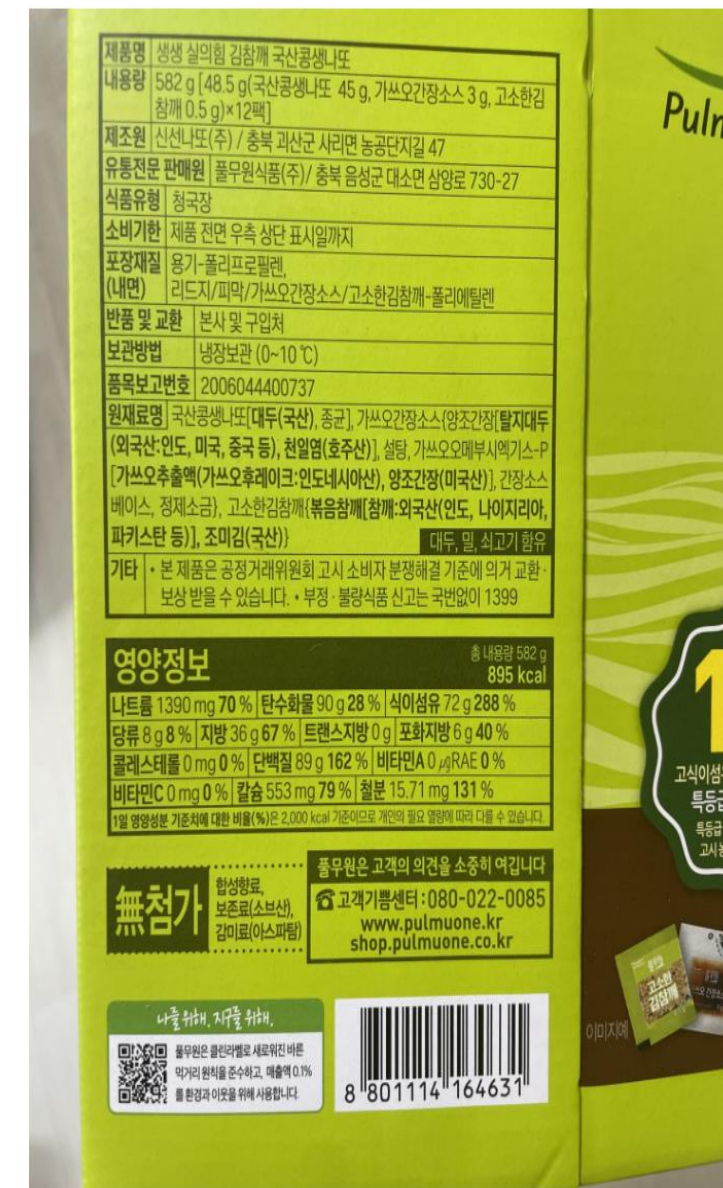 제품명 생생 실의힘 김참깨 국산콩생나또
내용량 582 g [48.5 g(국산콩생나또 45 g, 가쓰오간장소스 3 g, 고소한김
참깨 0.5 g)×12팩]
제조원 신선나또(주) / 충북 괴산군 사리면 농공단지길 47
유통전문 판매원 풀무원식품(주)/ 충북 음성군 대소면 삼양로 730-27
식품유형 청국장
소비기한 제품 전면 우측 상단 표시일까지
포장재질 용기-폴리프로필렌,
(내면) 리드지/피막/가쓰오간장소스/고소한김참깨-폴리에틸렌
반품 및 교환 본사 및 구입처
보관방법 냉장보관 (0~10 ℃)
품목보고번호 2006044400737
원재료명 국산콩생나또[대두(국산), 종균], 가쓰오간장소스{양조간장[탈지대두
(외국산:인도, 미국, 중국 등), 천일염(호주산)], 설탕, 가쓰오오메부시엑기스-P
[가쓰오추출액(가쓰오후레이크:인도네시아산), 양조간장(미국산)], 간장소스
베이스, 정제소금}, 고소한김참깨{볶음참깨[참깨:외국산(인도, 나이지리아,
파키스탄 등)], 조미김(국산)}
대두, 밀, 쇠고기 함유
기타 • 본 제품은 공정거래위원회 고시 소비자 분쟁해결 기준에 의거 교환·
보상 받을 수 있습니다. • 부정·불량식품 신고는 국번없이 1399
영양정보
총 내용량 582 g
895 kcal
나트륨 1390 mg 70 % 탄수화물 90 g 28 % 식이섬유 72 g 288 %
당류 8 g 8 % 지방 36 g 67 % 트랜스지방 0 g 포화지방 6 g 40 %
콜레스테롤 0 mg 0 % 단백질 89 g 162 % 비타민A 0 ㎍RAE 0 %
비타민C 0 mg 0 % 칼슘 553 mg 79 % 철분 15.71 mg 131 %
1일 영양성분 기준치에 대한 비율(%)은 2,000 kcal 기준이므로 개인의 필요 열량에 따라 다를 수 있습니다.
無첨가
합성향료,
보존료(소브산),
감미료(아스파탐)
풀무원은 고객의 의견을 소중히 여깁니다
☎고객기쁨센터:080-022-0085
www.pulmuone.kr
shop.pulmuone.co.kr
나를 위해, 지구를 위해.
풀무원은 클린라벨로 새로워진 바른
먹거리 원칙을 준수하고, 매출액 0.1%
를 환경과 이웃을 위해 사용합니다.
8 801114 164631
Pulm
1
고식이섬
특등급
특등급
고시
고소한
김참깨
이미지예